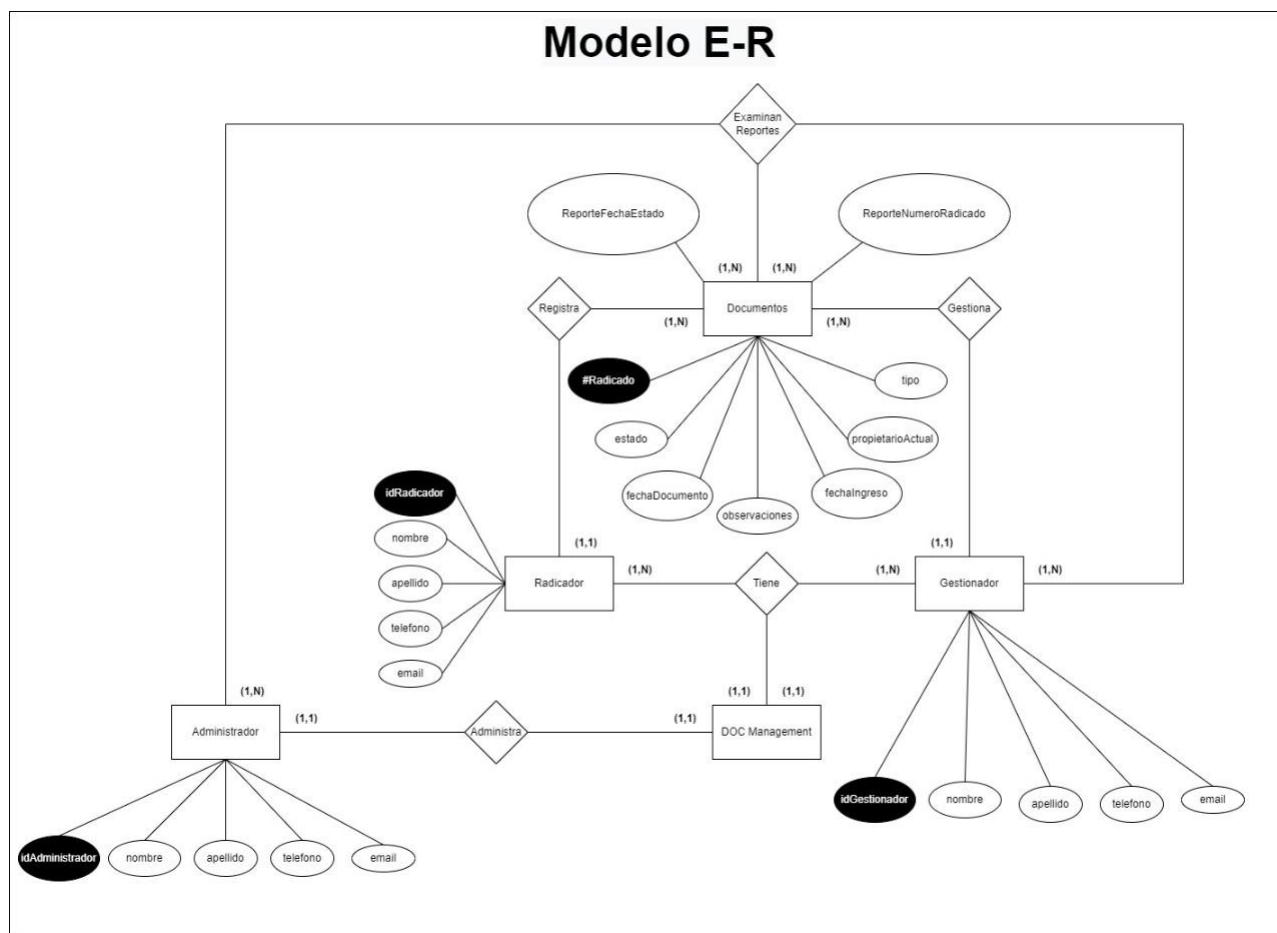 Modelo E-R
Examinan
Reportes
ReporteFechaEstado
ReporteNumeroRadicado
(1,N)
(1,N)
Registra
Documentos
Gestiona
(1,N)
(1,N)
#Radicado
tipo
estado
propietarioActual
fechaDocumento
fechaIngreso
observaciones
idRadicador
nombre
apellido
telefono
email
(1,1)
Radicador
(1,N)
Tiene
(1,N)
(1,1)
Gestionador
(1,N)
(1,N)
Administrador
(1,1)
Administra
(1,1)
(1,1)
(1,1)
DOC Management
idGestionador
nombre
apellido
telefono
email
idAdministrador
nombre
apellido
telefono
email